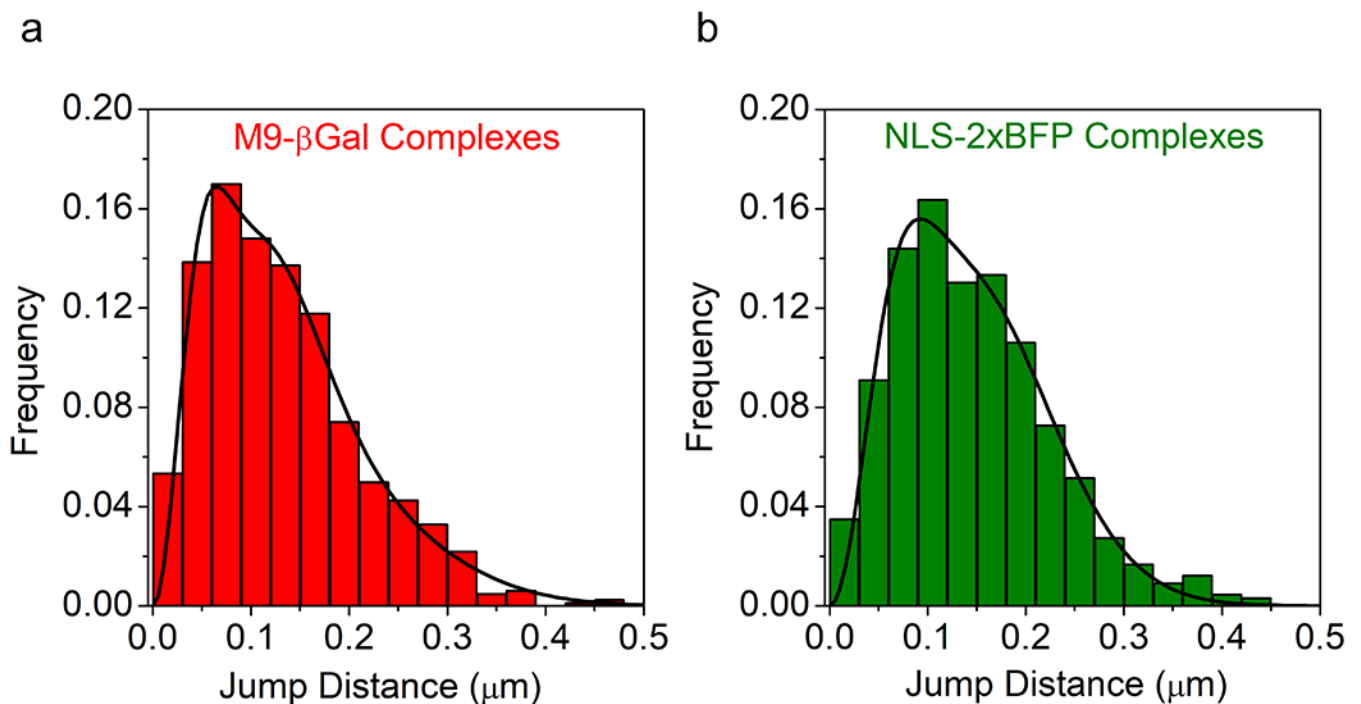 a
b
M9-βGal Complexes
NLS-2xBFP Complexes
Frequency
0.20
0.16
0.12
0.08
0.04
0.00
0.0 0.1 0.2 0.3 0.4 0.5
Jump Distance (μm)
Frequency
0.20
0.16
0.12
0.08
0.04
0.00
0.0 0.1 0.2 0.3 0.4 0.5
Jump Distance (μm)